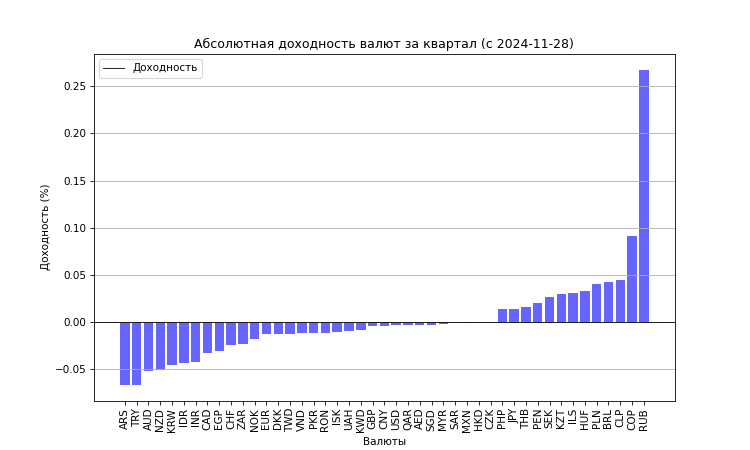 Абсолютная доходность валют за квартал (с 2024-11-28)
Доходность
0.25
0.20
0.15
0.10
0.05
0.00
−0.05
Доходность (%)
ARS TRY AUD NZD KRW IDR INR CAD EGP CHF ZAR NOK EUR DKK TWD VND PKR RON ISK UAH KWD GBP CNY USD QAR AED SGD MYR SAR MXN HKD CZK PHP JPY THB PEN SEK KZT ILS HUF PLN BRL CLP COP RUB
Валюты